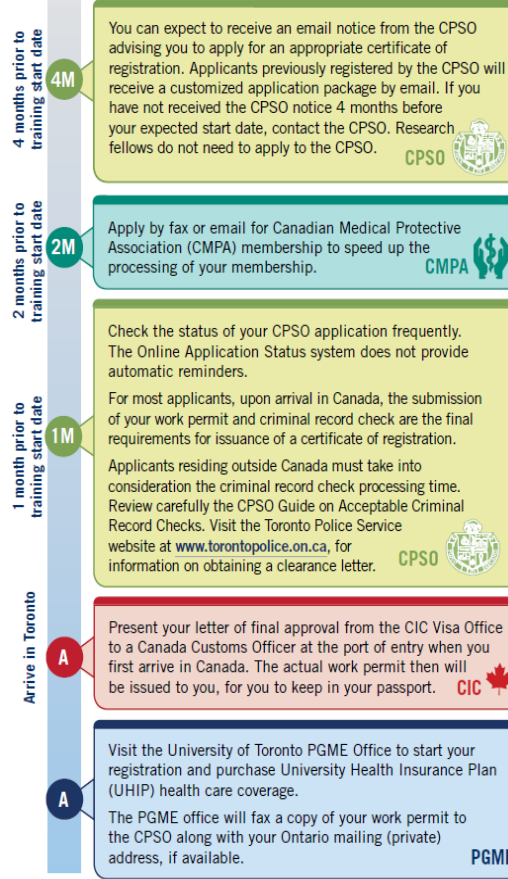 4 months prior to
training start date
4M
You can expect to receive an email notice from the CPSO
advising you to apply for an appropriate certificate of
registration. Applicants previously registered by the CPSO will
receive a customized application package by email. If you
have not received the CPSO notice 4 months before
your expected start date, contact the CPSO. Research
fellows do not need to apply to the CPSO.
CPSO
2 months prior to
training start date
2M
Apply by fax or email for Canadian Medical Protective
Association (CMPA) membership to speed up the
processing of your membership.
CMPA
1 month prior to
training start date
1M
Check the status of your CPSO application frequently.
The Online Application Status system does not provide
automatic reminders.
For most applicants, upon arrival in Canada, the submission
of your work permit and criminal record check are the final
requirements for issuance of a certificate of registration.
Applicants residing outside Canada must take into
consideration the criminal record check processing time.
Review carefully the CPSO Guide on Acceptable Criminal
Record Checks. Visit the Toronto Police Service
website at www.torontopolice.on.ca, for
information on obtaining a clearance letter.
CPSO
Arrive in Toronto
A
Present your letter of final approval from the CIC Visa Office
to a Canada Customs Officer at the port of entry when you
first arrive in Canada. The actual work permit then will
be issued to you, for you to keep in your passport.
CIC
A
Visit the University of Toronto PGME Office to start your
registration and purchase University Health Insurance Plan
(UHIP) health care coverage.
The PGME office will fax a copy of your work permit to
the CPSO along with your Ontario mailing (private)
address, if available.
PGME